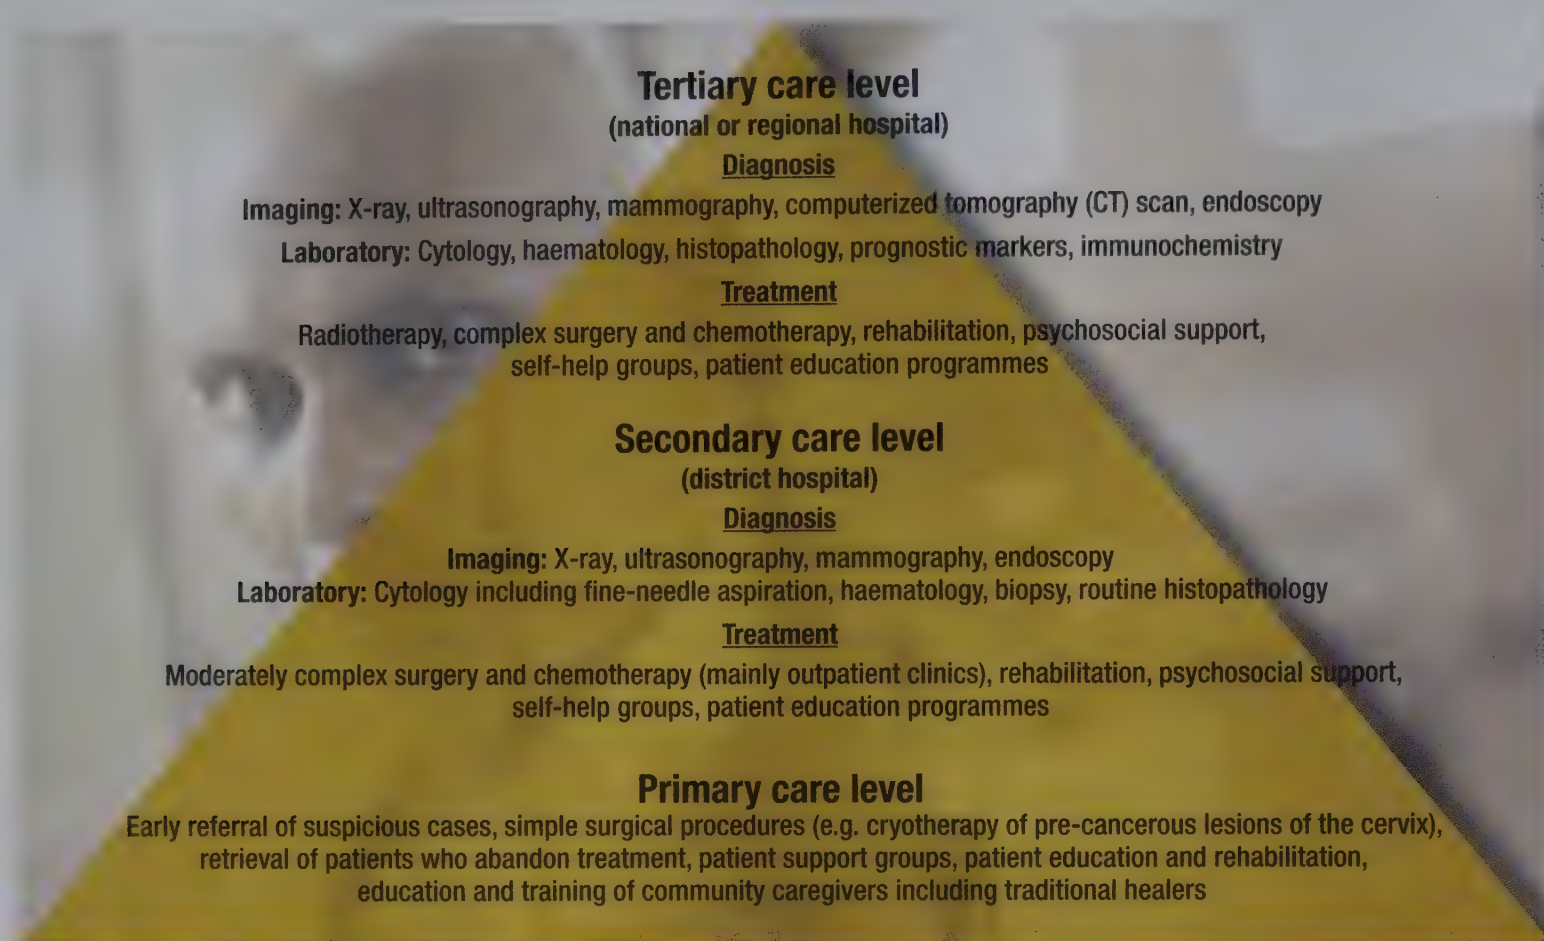 Tertiary care level
(national or regional hospital)
Diagnosis
Imaging: X-ray, ultrasonography, mammography, computerized tomography (CT) scan, endoscopy
Laboratory: Cytology, haematology, histopathology, prognostic markers, immunochemistry
Treatment
Radiotherapy, complex surgery and chemotherapy, rehabilitation, psychosocial support,
self-help groups, patient education programmes
Secondary care level
(district hospital)
Diagnosis
Imaging: X-ray, ultrasonography, mammography, endoscopy
Laboratory: Cytology including fine-needle aspiration, haematology, biopsy, routine histopathology
Treatment
Moderately complex surgery and chemotherapy (mainly outpatient clinics), rehabilitation, psychosocial support,
self-help groups, patient education programmes
Primary care level
Early referral of suspicious cases, simple surgical procedures (e.g. cryotherapy of pre-cancerous lesions of the cervix),
retrieval of patients who abandon treatment, patient support groups, patient education and rehabilitation,
education and training of community caregivers including traditional healers